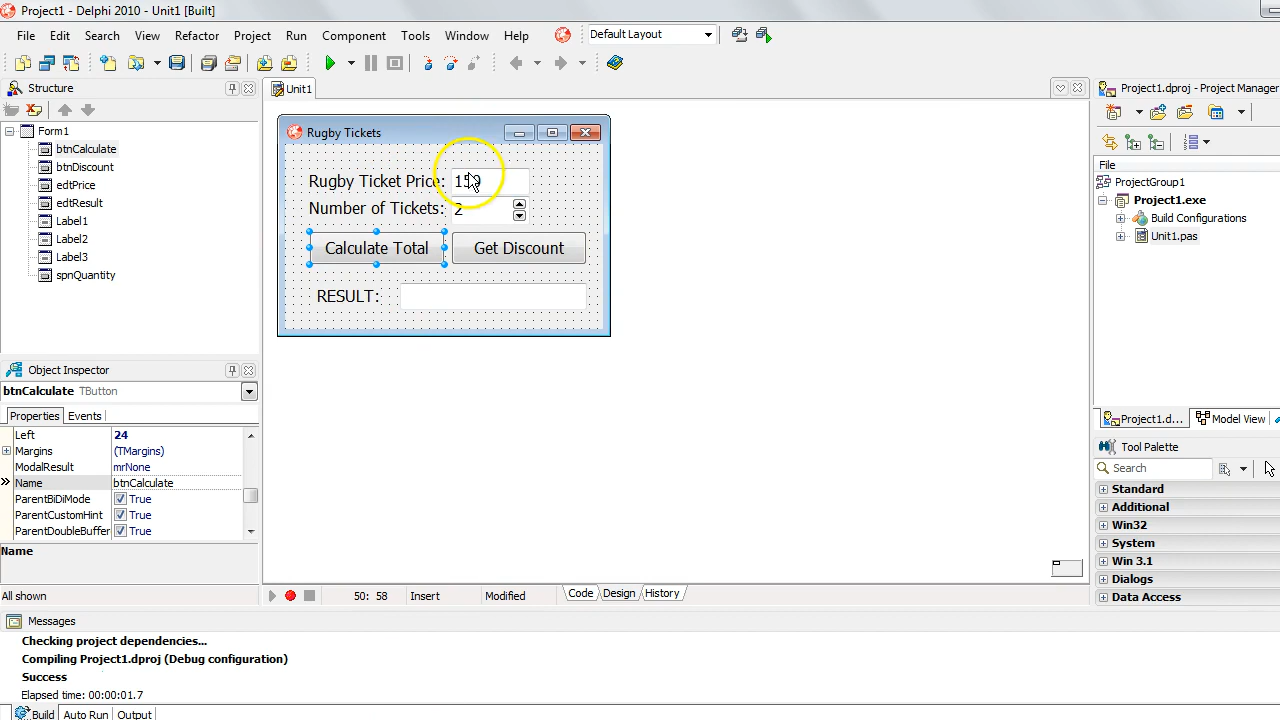 Project1 - Delphi 2010 - Unit1 [Built]
File Edit Search View Refactor Project Run Component Tools Window Help Default Layout
Structure
Form1
btnCalculate
btnDiscount
edtPrice
edtResult
Label1
Label2
Label3
spnQuantity
Object Inspector
btnCalculate TButton
Properties Events
Left 24
Margins (TMargins)
ModalResult mrNone
Name btnCalculate
ParentBiDiMode True
ParentCustomHint True
ParentDoubleBuffer True
Name
All shown
Unit1
Rugby Tickets
Rugby Ticket Price: 150
Number of Tickets: 2
Calculate Total Get Discount
RESULT:
50: 58 Insert Modified Code Design History
Project1.dproj - Project Manager
File
ProjectGroup1
Project1.exe
Build Configurations
Unit1.pas
Project1.d... Model View
Tool Palette
Search
Standard
Additional
Win32
System
Win 3.1
Dialogs
Data Access
Messages
Checking project dependencies...
Compiling Project1.dproj (Debug configuration)
Success
Elapsed time: 00:00:01.7
Build Auto Run Output